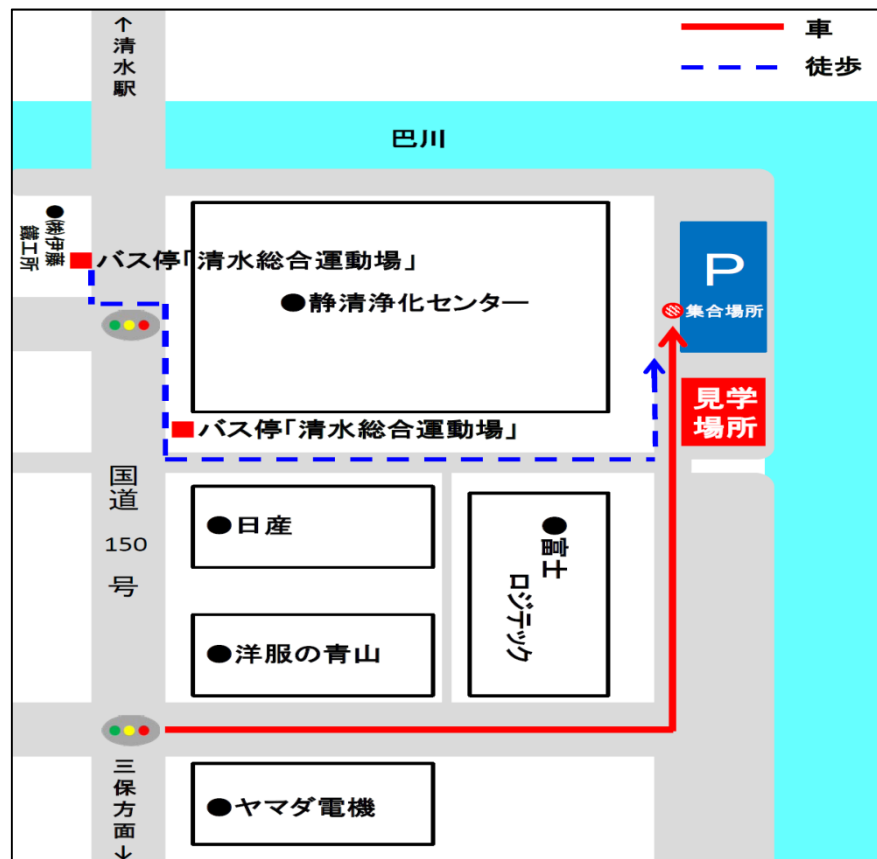 ↑清水駅
車
徒歩
巴川
●㈱伊藤
鐵工所
バス停「清水総合運動場」
●静清浄化センター
P
集合場所
見学
場所
バス停「清水総合運動場」
国道
150
号
●日産
●富士
ロジテック
●洋服の青山
三保方面↓
●ヤマダ電機